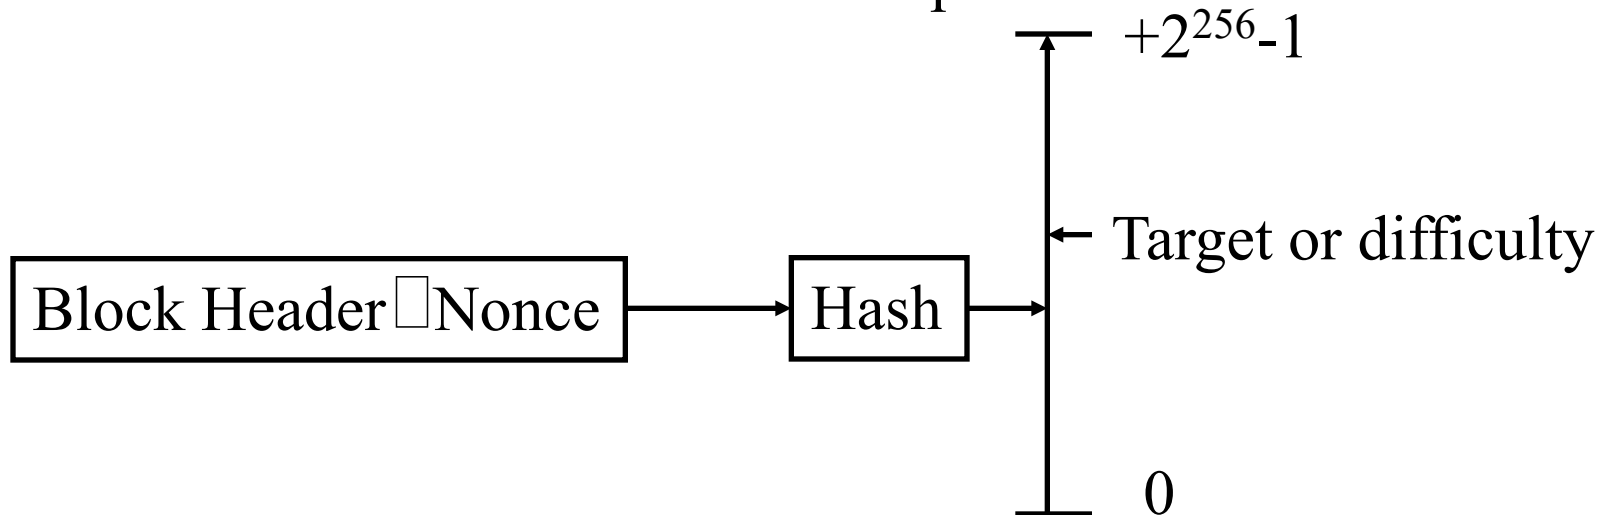 +2²⁵⁶-1
Target or difficulty
Block Header □Nonce
Hash
0